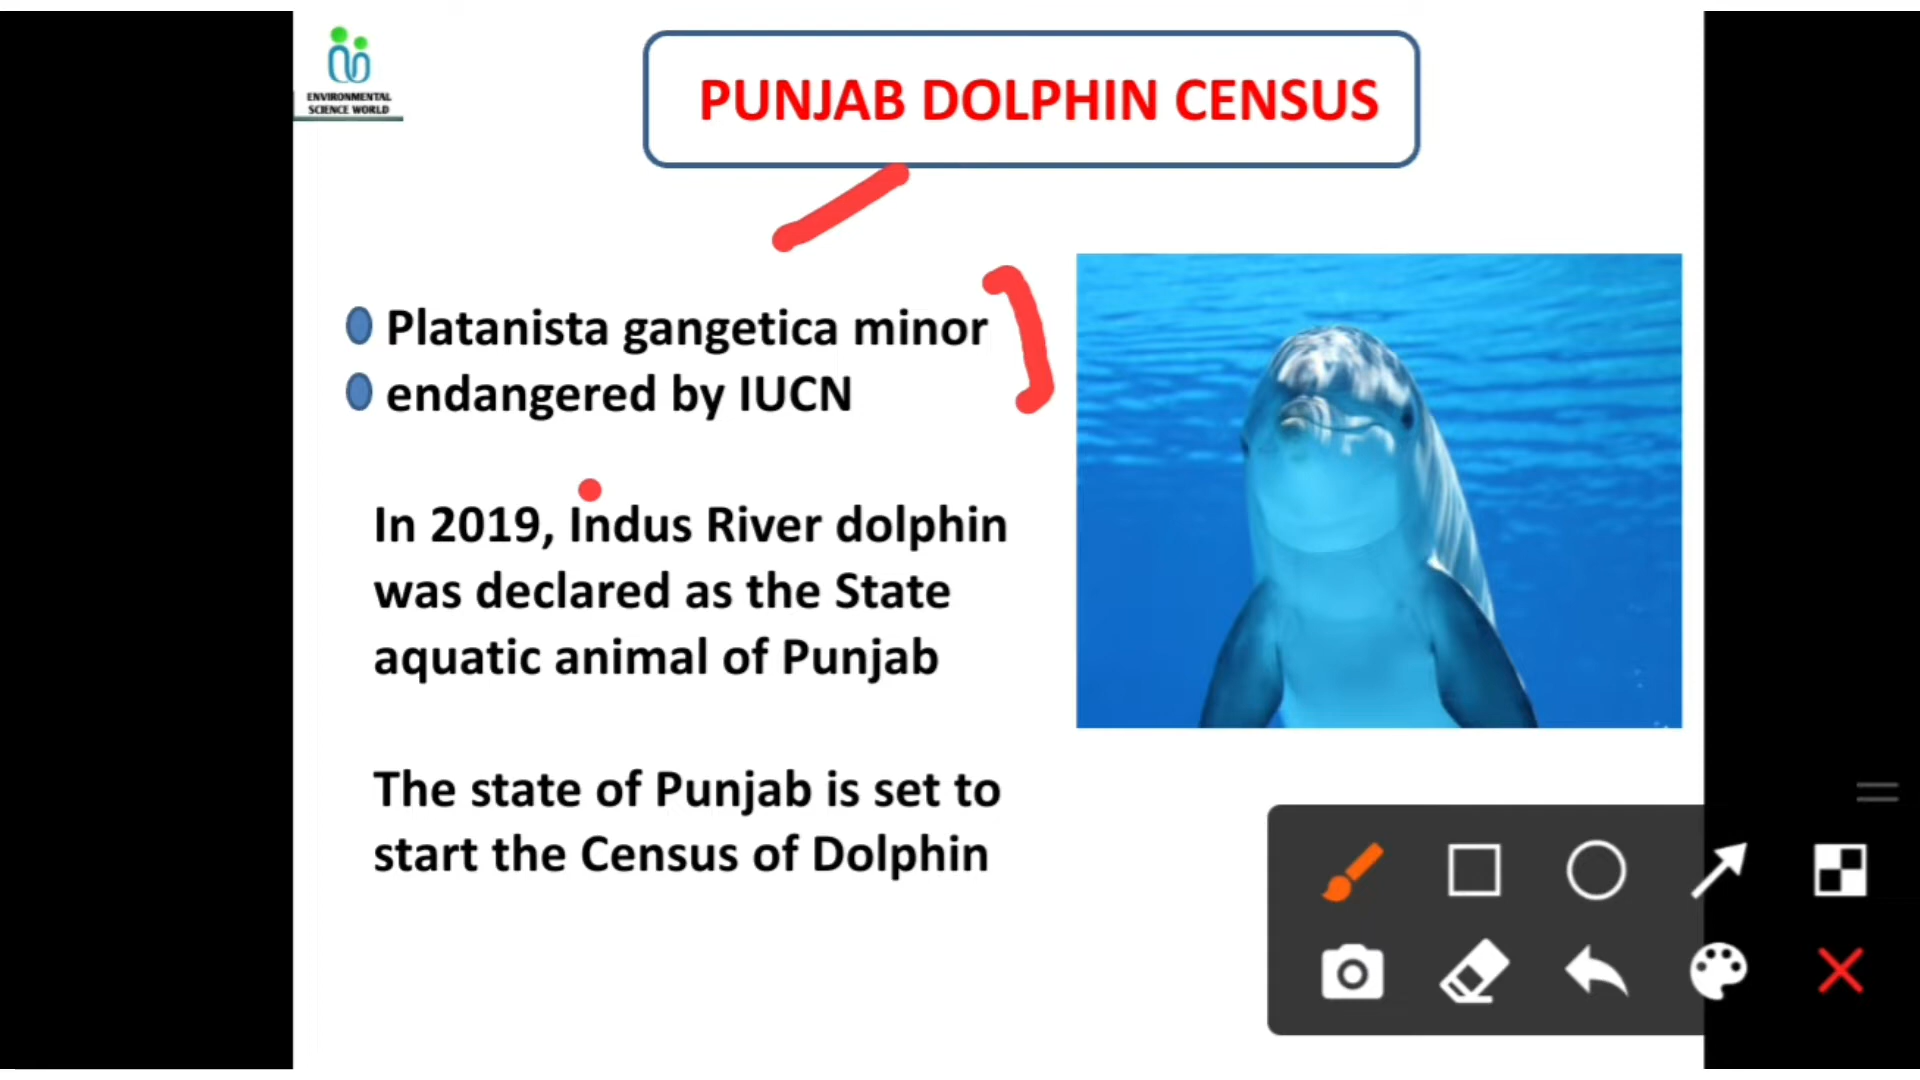 ENVIRONMENTAL
SCIENCE WORLD
PUNJAB DOLPHIN CENSUS
Platanista gangetica minor
endangered by IUCN
In 2019, Indus River dolphin
was declared as the State
aquatic animal of Punjab
The state of Punjab is set to
start the Census of Dolphin